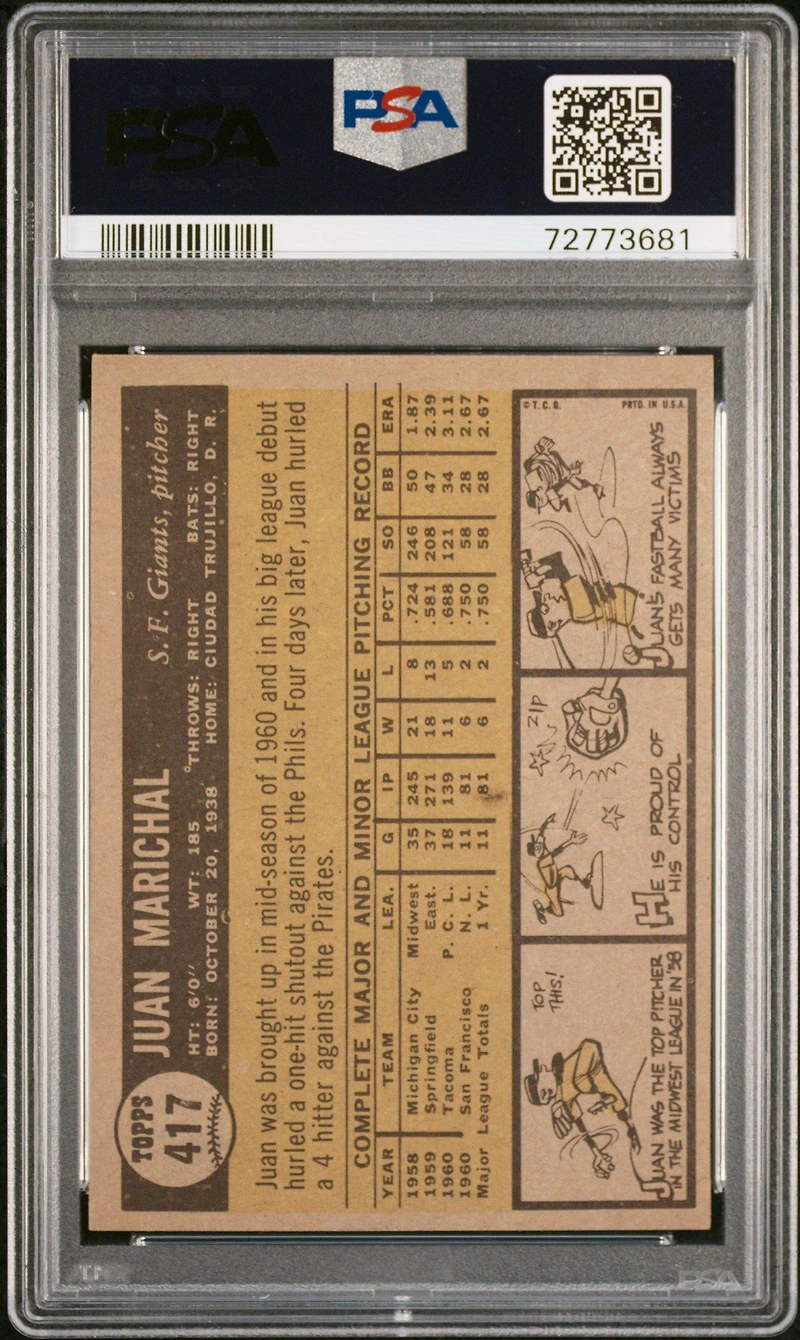 PSA
PSA
72773681
TOPPS
417
JUAN MARICHAL S. F. Giants, pitcher
HT: 6'0" WT: 185 THROWS: RIGHT BATS: RIGHT
BORN: OCTOBER 20, 1938 HOME: CIUDAD TRUJILLO, D. R.
Juan was brought up in mid-season of 1960 and in his big league debut
hurled a one-hit shutout against the Phils. Four days later, Juan hurled
a 4 hitter against the Pirates.
COMPLETE MAJOR AND MINOR LEAGUE PITCHING RECORD
YEAR TEAM LEA. G IP W L PCT SO BB ERA
1958 Michigan City Midwest 35 245 21 8 .724 246 50 1.87
1959 Springfield East. 37 271 18 13 .581 208 47 2.39
1960 Tacoma P. C. L. 18 139 11 5 .688 121 34 3.11
1960 San Francisco N. L. 11 81 6 2 .750 58 28 2.67
Major League Totals 1 Yr. 11 81 6 2 .750 58 28 2.67
TOP
THIS!
JUAN WAS THE TOP PITCHER
IN THE MIDWEST LEAGUE IN '58
ZIP
HE IS PROUD OF
HIS CONTROL
© T. C. G. PRTD. IN U.S.A.
JUAN'S FASTBALL ALWAYS
GETS MANY VICTIMS
PSA